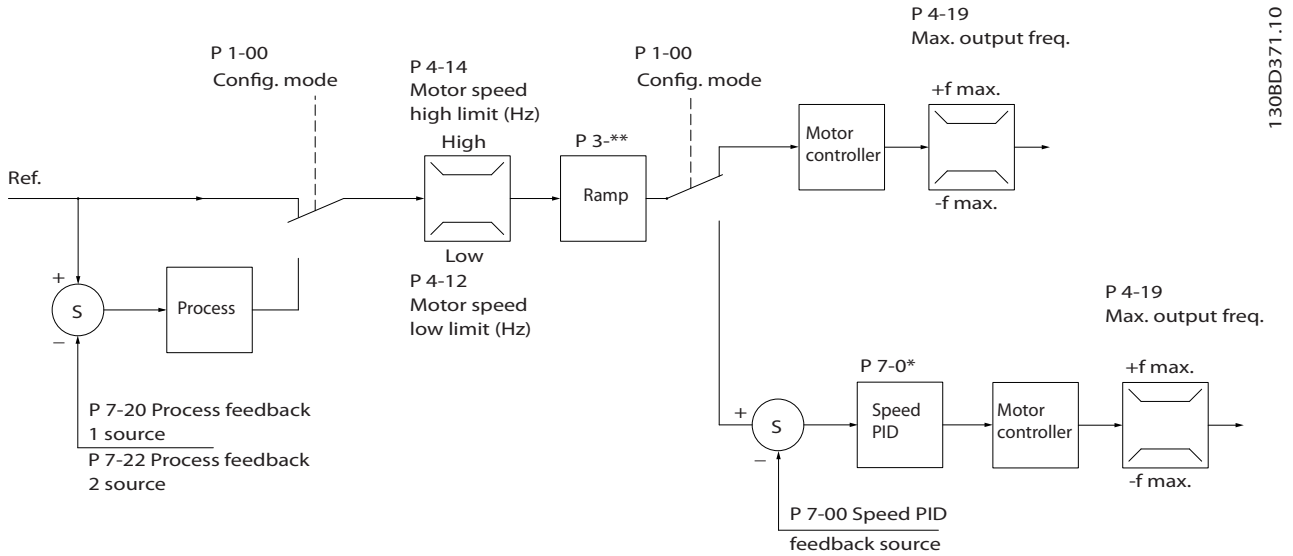 P 4-19
Max. output freq.
130BD371.10
P 1-00
Config. mode
P 4-14
Motor speed
high limit (Hz)
P 1-00
Config. mode
+f max.
High
P 3-**
Motor
controller
Ref.
Ramp
-f max.
Low
P 4-12
Motor speed
low limit (Hz)
+
S
–
Process
P 4-19
Max. output freq.
P 7-20 Process feedback
1 source
P 7-22 Process feedback
2 source
P 7-0*
+f max.
+
S
–
Speed
PID
Motor
controller
-f max.
P 7-00 Speed PID
feedback source